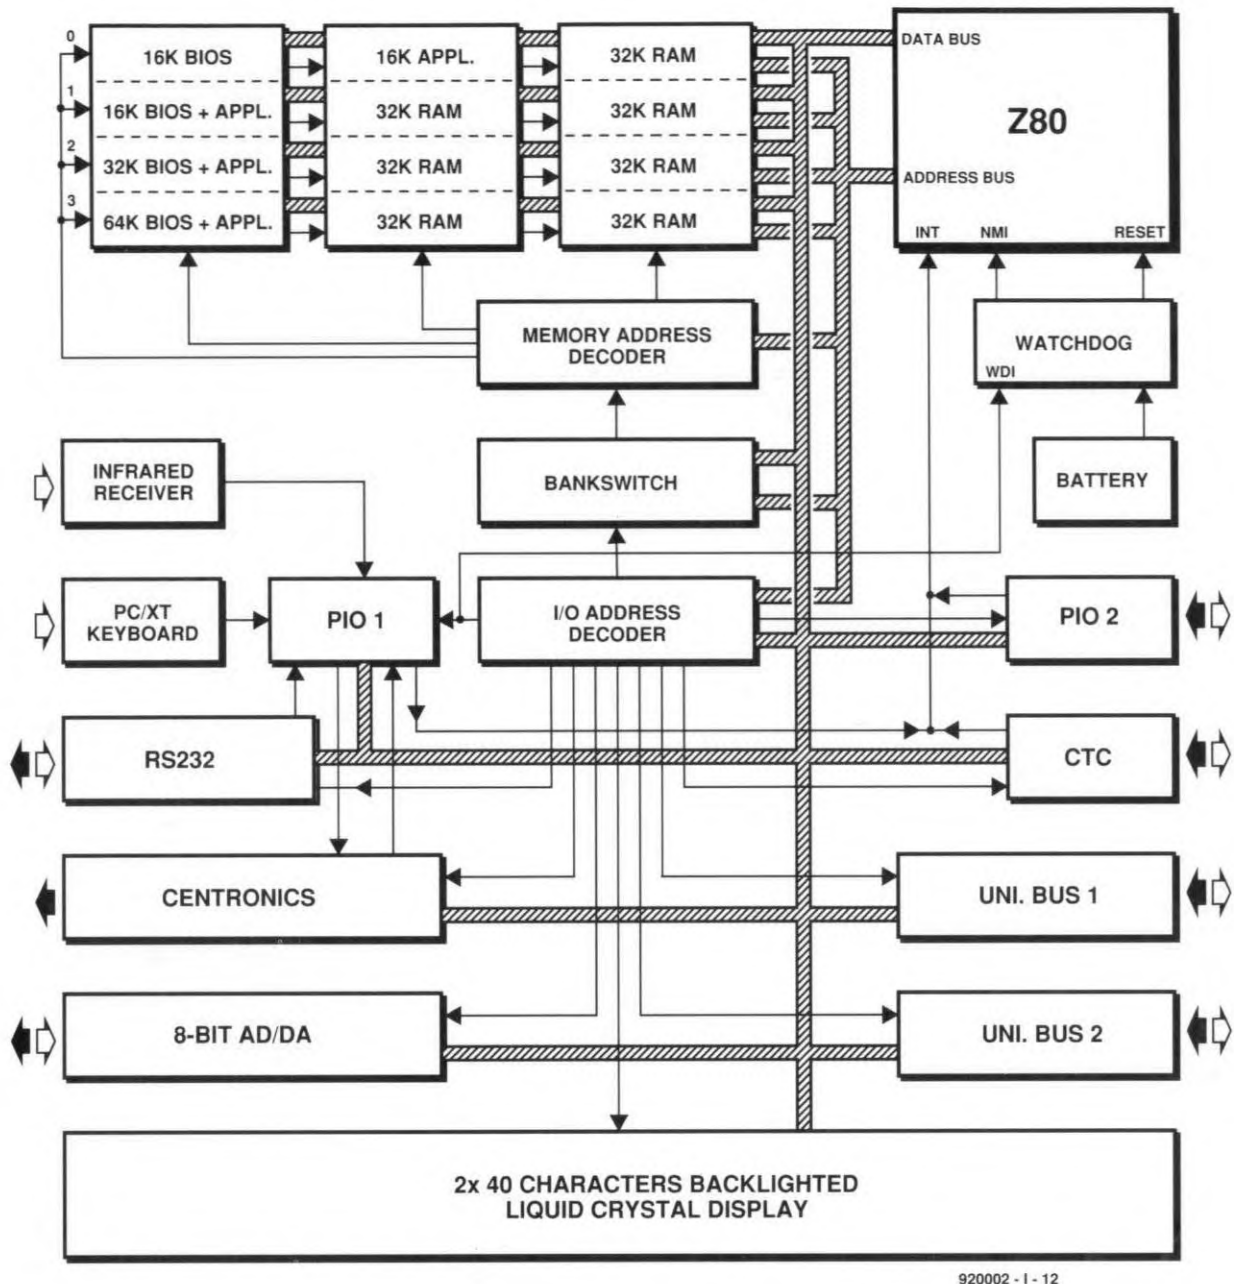 0
16K BIOS
16K APPL.
32K RAM
DATA BUS
1
16K BIOS + APPL.
32K RAM
32K RAM
Z80
2
32K BIOS + APPL.
32K RAM
32K RAM
ADDRESS BUS
3
64K BIOS + APPL.
32K RAM
32K RAM
INT
NMI
RESET
MEMORY ADDRESS
DECODER
WATCHDOG
WDI
INFRARED
RECEIVER
BANKSWITCH
BATTERY
PC/XT
KEYBOARD
PIO 1
I/O ADDRESS
DECODER
PIO 2
RS232
CTC
CENTRONICS
UNI. BUS 1
8-BIT AD/DA
UNI. BUS 2
2x 40 CHARACTERS BACKLIGHTED
LIQUID CRYSTAL DISPLAY
920002 - I - 12